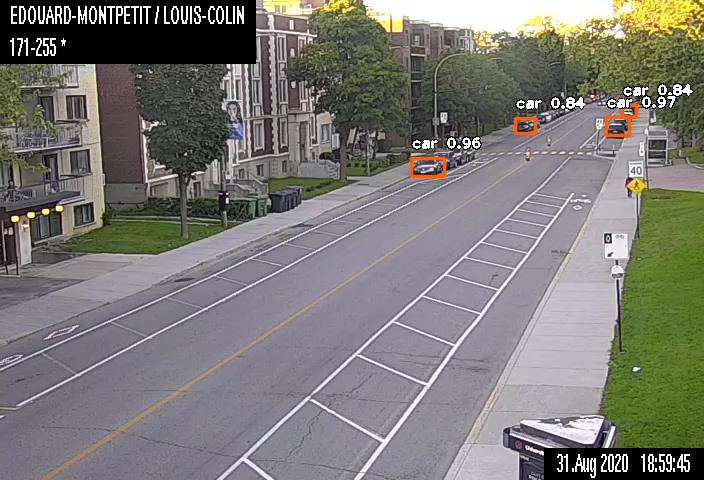 EDOUARD-MONTPETIT / LOUIS-COLIN
171-255 *
car 0.84
car 0.84
car 0.97
car 0.96
40
31.Aug 2020 18:59:45